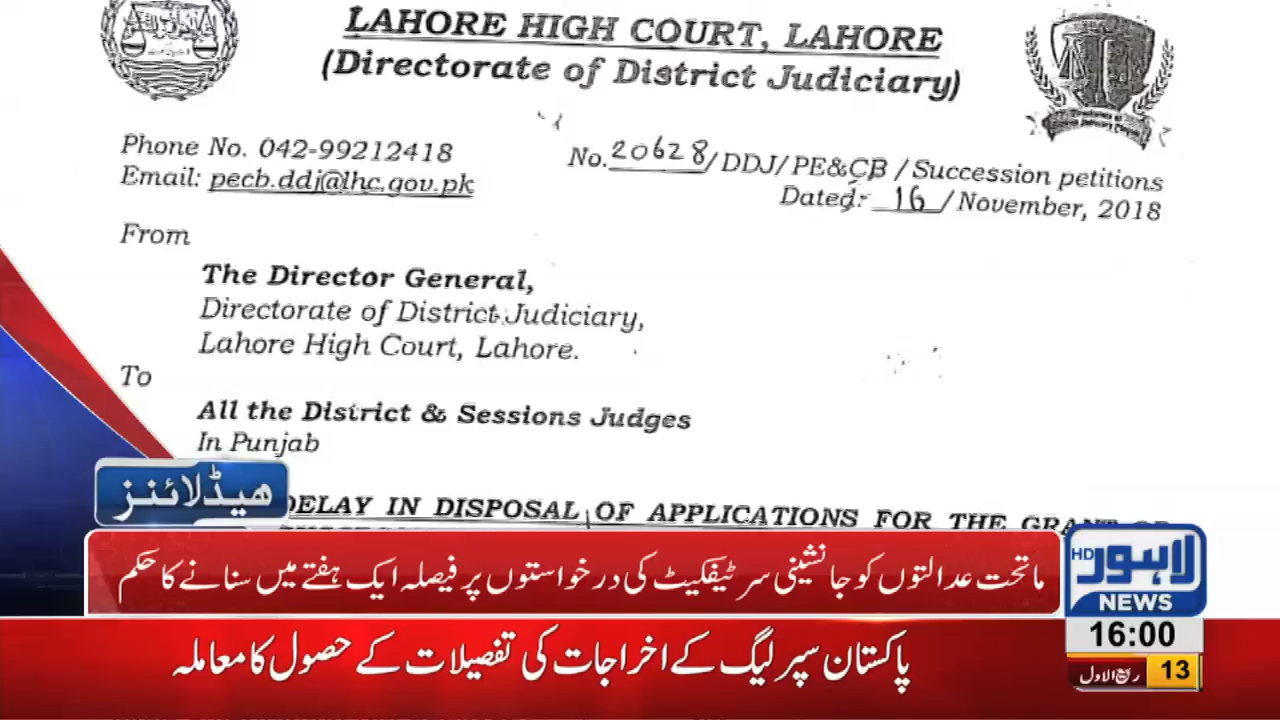 LAHORE HIGH COURT, LAHORE
(Directorate of District Judiciary)
Phone No. 042-99212418
Email: pecb.ddj@lhc.gov.pk
No. 20628/DDJ/PE&CB / Succession petitions
Dated: 16 / November, 2018
From
The Director General,
Directorate of District Judiciary,
Lahore High Court, Lahore.
To
All the District & Sessions Judges
In Punjab
DELAY IN DISPOSAL OF APPLICATIONS FOR THE GRANT OF
ہیڈلائنز
ماتحت عدالتوں کو جانشینی سرٹیفکیٹ کی درخواستوں پر فیصلہ ایک ہفتے میں سنانے کا حکم
پاکستان سپر لیگ کے اخراجات کی تفصیلات کے حصول کا معاملہ
لاہور HD
NEWS
16:00
13 ربیع الاول